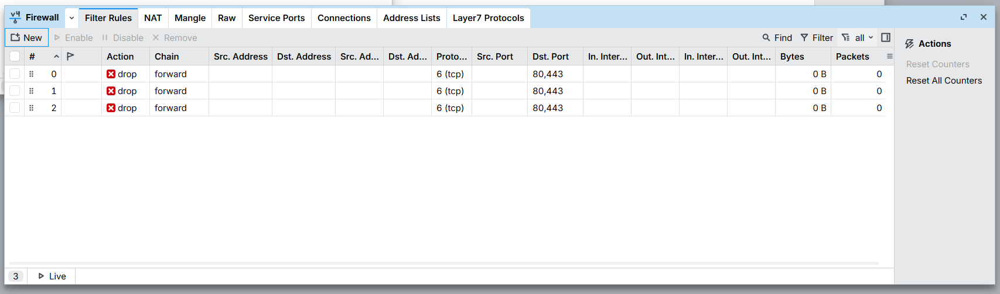 v4 Firewall Filter Rules NAT Mangle Raw Service Ports Connections Address Lists Layer7 Protocols
New Enable Disable Remove Find Filter all
# Action Chain Src. Address Dst. Address Src. Ad... Dst. Ad... Proto... Src. Port Dst. Port In. Inter... Out. Int... In. Inter... Out. Int... Bytes Packets
0 drop forward 6 (tcp) 80,443 0 B 0
1 drop forward 6 (tcp) 80,443 0 B 0
2 drop forward 6 (tcp) 80,443 0 B 0
3 Live
Actions
Reset Counters
Reset All Counters